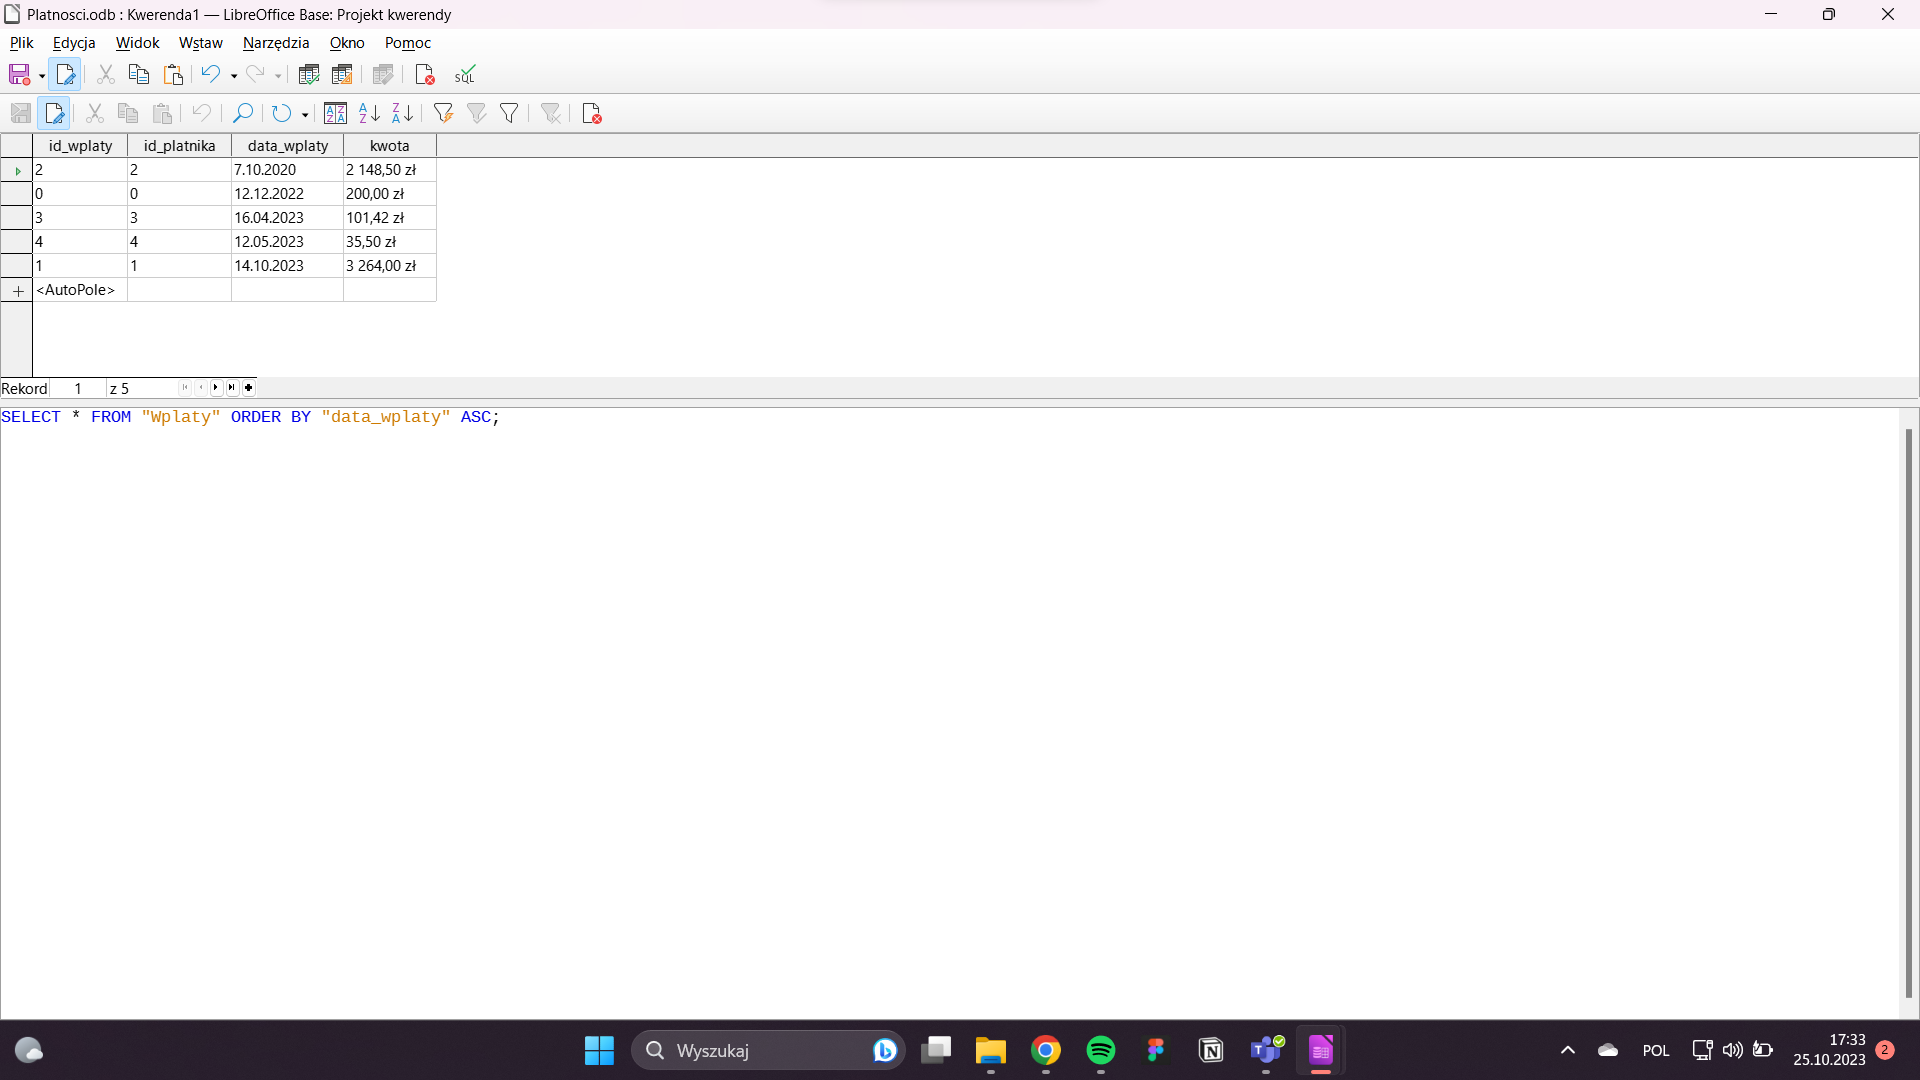 Platnosci.odb : Kwerenda1 — LibreOffice Base: Projekt kwerendy
Plik Edycja Widok Wstaw Narzędzia Okno Pomoc
SQL
id_wplaty id_platnika data_wplaty kwota
2 2 7.10.2020 2 148,50 zł
0 0 12.12.2022 200,00 zł
3 3 16.04.2023 101,42 zł
4 4 12.05.2023 35,50 zł
1 1 14.10.2023 3 264,00 zł
<AutoPole>
Rekord 1 z 5
SELECT * FROM "Wplaty" ORDER BY "data_wplaty" ASC;
Wyszukaj
POL
17:33
25.10.2023
2